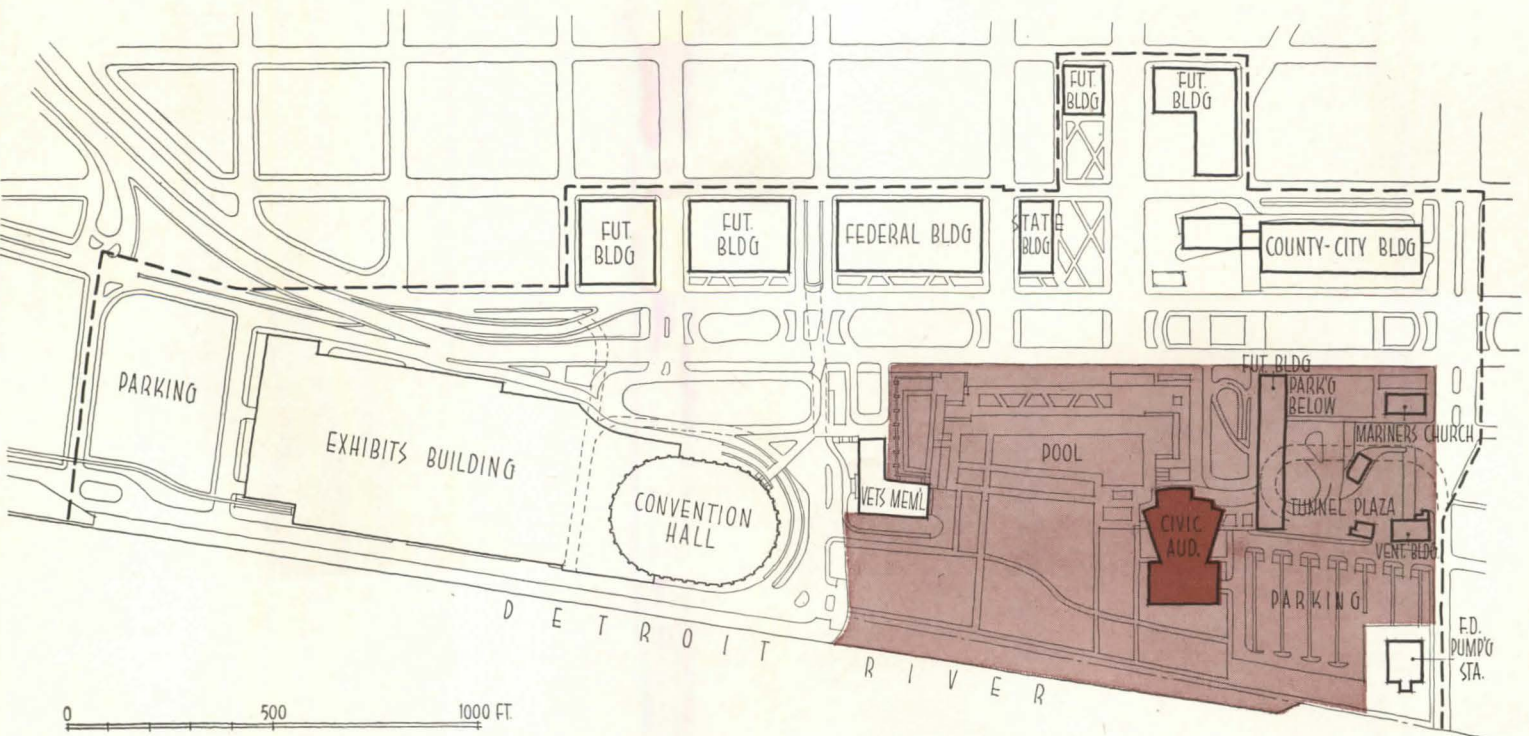 FUT.
BLDG
FUT.
BLDG
FUT.
BLDG
FUT.
BLDG
FEDERAL BLDG
STATE
BLDG
COUNTY-CITY BLDG
PARKING
EXHIBITS BUILDING
CONVENTION
HALL
VETS MEM'L
POOL
FUT. BLDG
PARK'G
BELOW
MARINERS CHURCH
TUNNEL PLAZA
VENT. BLDG.
CIVIC
AUD.
PARKING
F.D.
PUMP'G
STA.
DETROIT RIVER
0 500 1000 FT.